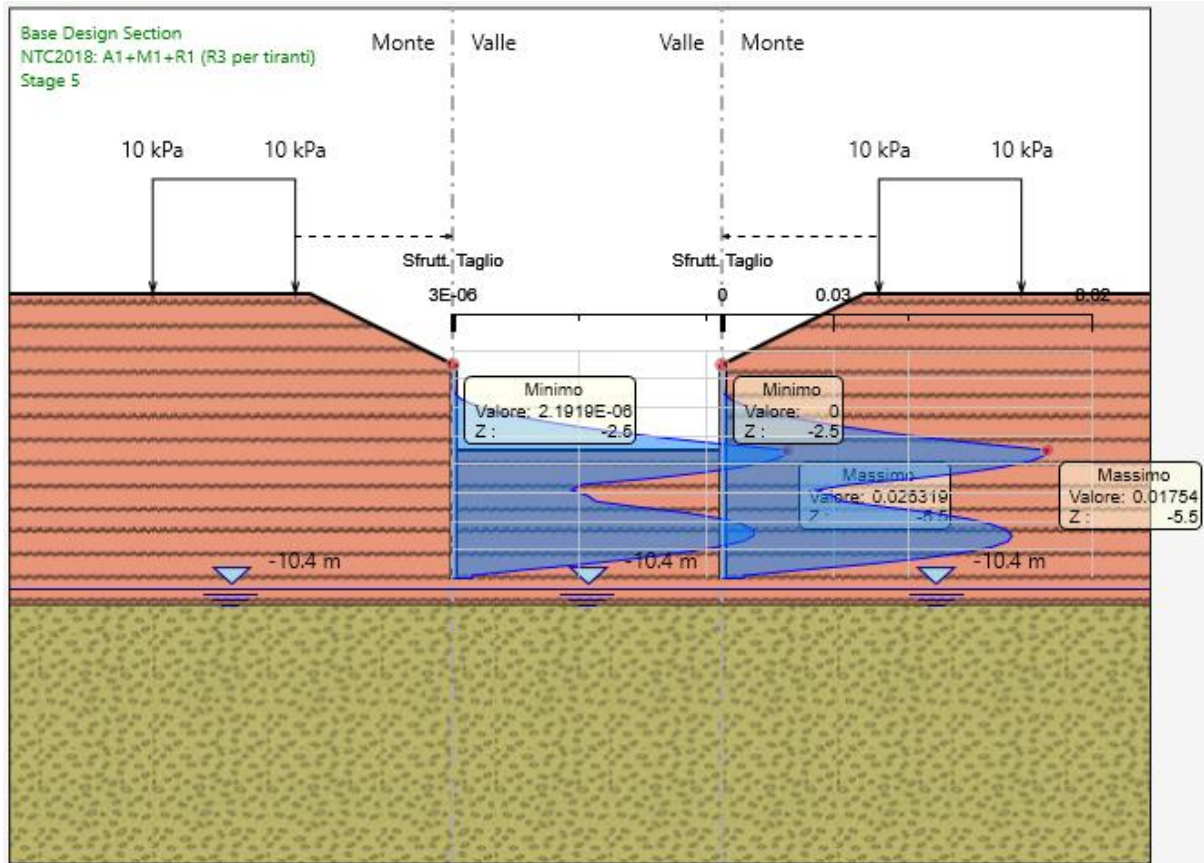 Base Design Section
NTC2018: A1+M1+R1 (R3 per tiranti)
Stage 5
Monte Valle Valle Monte
10 kPa 10 kPa 10 kPa 10 kPa
Sfrutt. Taglio Sfrutt. Taglio
3E-06 0 0.03 0.02
Minimo
Valore: 2.1919E-06
Z : -2.5
Minimo
Valore: 0
Z : -2.5
Massimo
Valore:
Z : -5.5
Massimo
Valore: 0.01754
Z : -5.5
-10.4 m -10.4 m -10.4 m